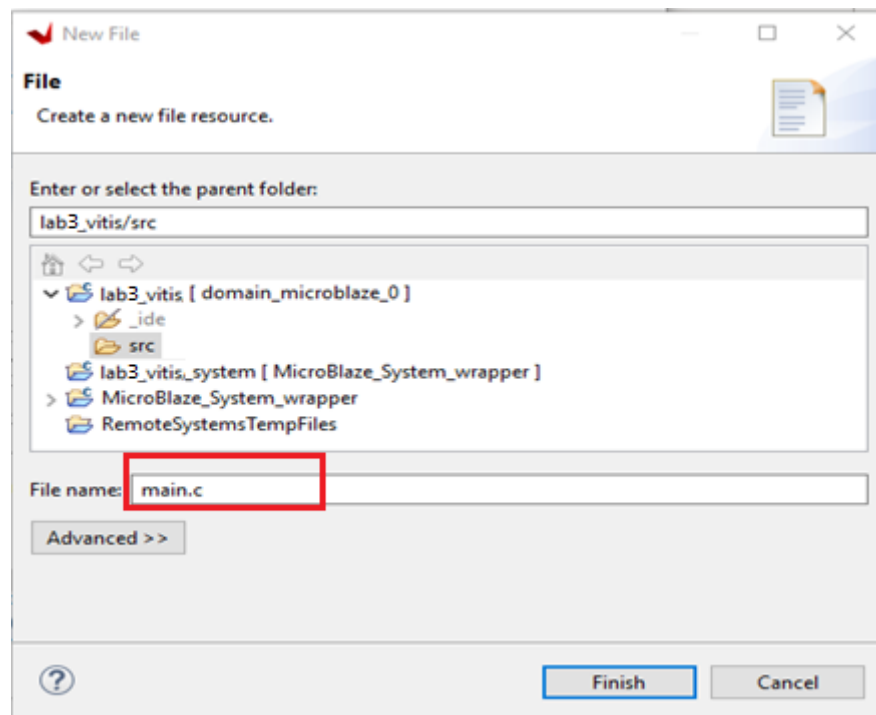 New File
File
Create a new file resource.
Enter or select the parent folder:
lab3_vitis/src
lab3_vitis [ domain_microblaze_0 ]
_ide
src
lab3_vitis_system [ MicroBlaze_System_wrapper ]
MicroBlaze_System_wrapper
RemoteSystemsTempFiles
File name: main.c
Advanced >>
? Finish Cancel